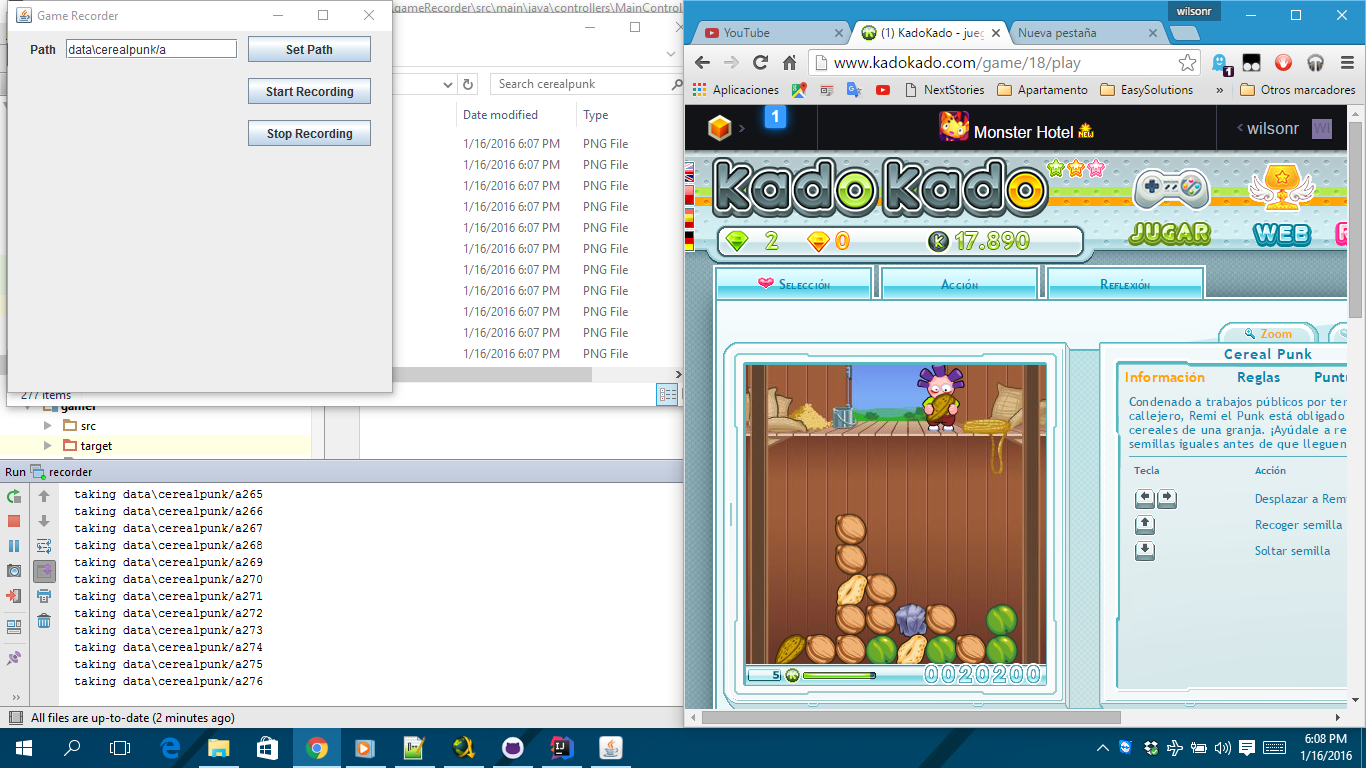 Game Recorder
Path data\cerealpunk/a Set Path
Start Recording
Stop Recording
gameRecorder\src\main\java\controllers\MainControl
Search cerealpunk
Date modified Type
1/16/2016 6:07 PM PNG File
1/16/2016 6:07 PM PNG File
1/16/2016 6:07 PM PNG File
1/16/2016 6:07 PM PNG File
1/16/2016 6:07 PM PNG File
1/16/2016 6:07 PM PNG File
1/16/2016 6:07 PM PNG File
1/16/2016 6:07 PM PNG File
1/16/2016 6:07 PM PNG File
1/16/2016 6:07 PM PNG File
1/16/2016 6:07 PM PNG File
277 items
gamer
src
target
Run recorder
taking data\cerealpunk/a265
taking data\cerealpunk/a266
taking data\cerealpunk/a267
taking data\cerealpunk/a268
taking data\cerealpunk/a269
taking data\cerealpunk/a270
taking data\cerealpunk/a271
taking data\cerealpunk/a272
taking data\cerealpunk/a273
taking data\cerealpunk/a274
taking data\cerealpunk/a275
taking data\cerealpunk/a276
All files are up-to-date (2 minutes ago)
wilsonr
YouTube
(1) KadoKado - jueg
Nueva pestaña
www.kadokado.com/game/18/play
1
Aplicaciones NextStories Apartamento EasySolutions » Otros marcadores
1 Monster Hotel NEW wilsonr WI
KadoKado
2 0 K 17.890
JUGAR WEB R
Selección Acción Reflexión
Zoom
Cereal Punk
Información Reglas Puntu
Condenado a trabajos públicos por ter
callejero, Remi el Punk está obligado
cereales de una granja. ¡Ayúdale a re
semillas iguales antes de que lleguen
Tecla Acción
Desplazar a Rem
Recoger semilla
Soltar semilla
5 0020200
6:08 PM
1/16/2016